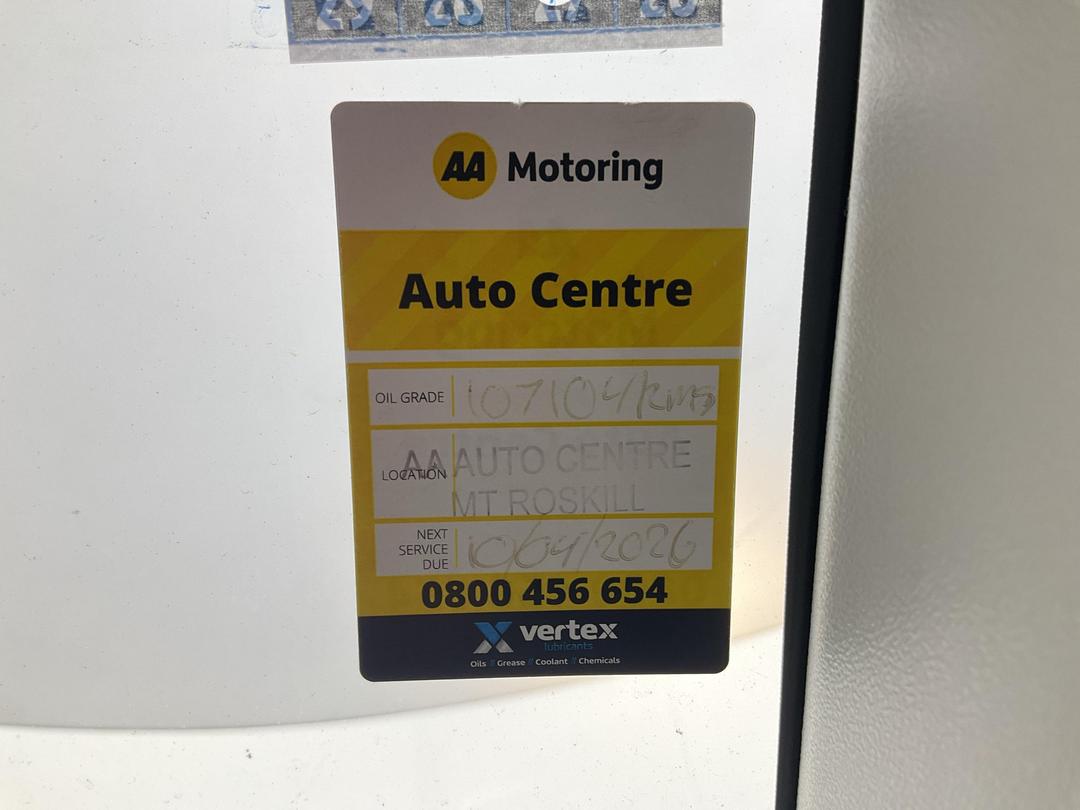 AA Motoring
Auto Centre
OIL GRADE 107104/kms
LOCATION AA AUTO CENTRE
MT ROSKILL
NEXT SERVICE DUE 10/04/2026
0800 456 654
vertex
lubricants
Oils // Grease // Coolant // Chemicals